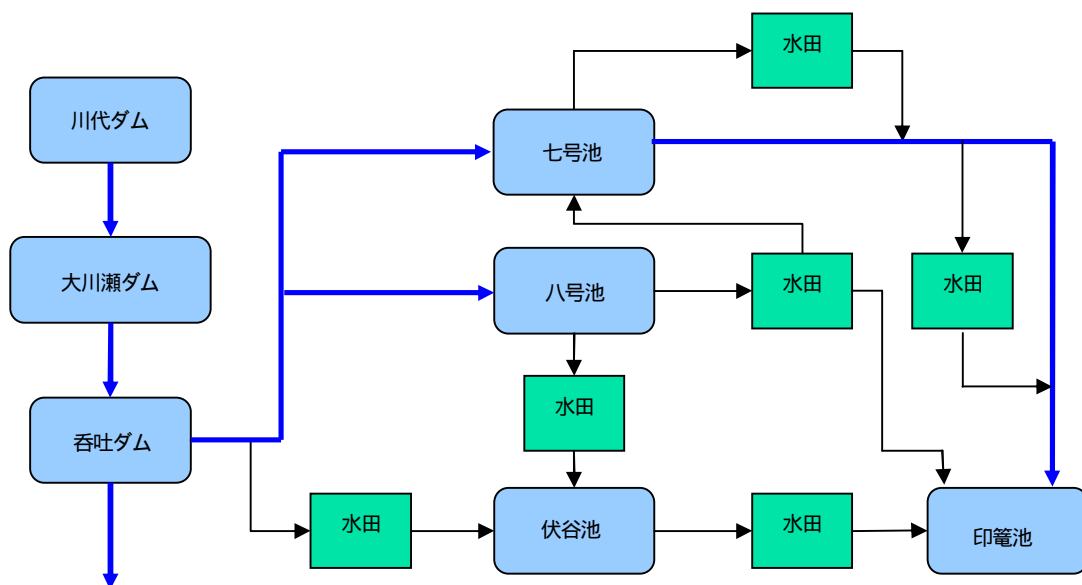 水田
川代ダム
七号池
大川瀬ダム
八号池
水田
水田
水田
呑吐ダム
水田
伏谷池
水田
印篭池